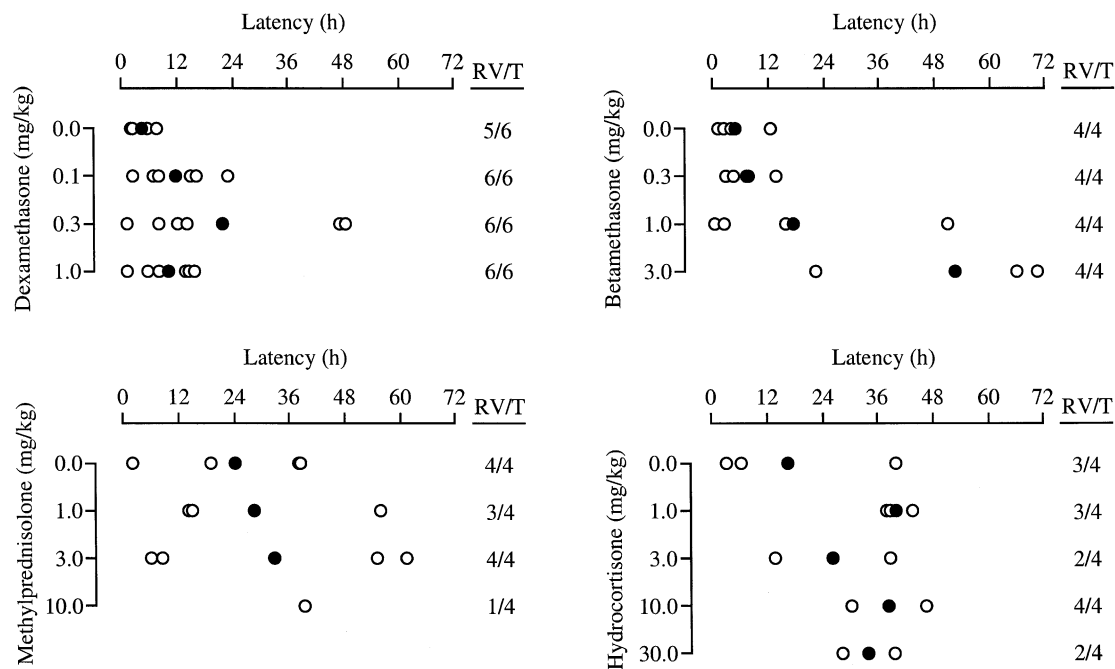 Latency (h)
0 12 24 36 48 60 72
RV/T
Dexamethasone (mg/kg)
0.0 5/6
0.1 6/6
0.3 6/6
1.0 6/6
Latency (h)
0 12 24 36 48 60 72
RV/T
Betamethasone (mg/kg)
0.0 4/4
0.3 4/4
1.0 4/4
3.0 4/4
Latency (h)
0 12 24 36 48 60 72
RV/T
Methylprednisolone (mg/kg)
0.0 4/4
1.0 3/4
3.0 4/4
10.0 1/4
Latency (h)
0 12 24 36 48 60 72
RV/T
Hydrocortisone (mg/kg)
0.0 3/4
1.0 3/4
3.0 2/4
10.0 4/4
30.0 2/4